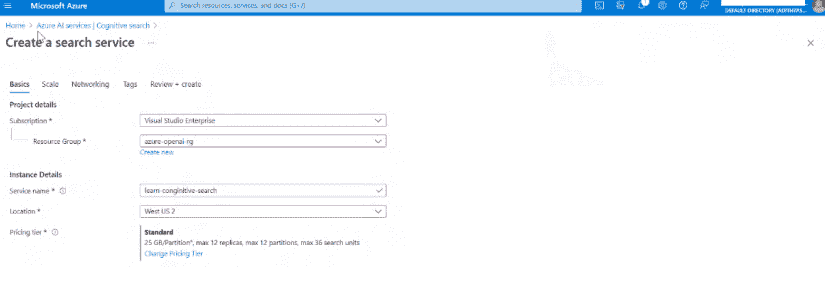 Microsoft Azure
Search resources, services, and docs (G+/)
DEFAULT DIRECTORY
Home > Azure AI services | Cognitive search >
Create a search service ...
Basics Scale Networking Tags Review + create
Project details
Subscription *
Visual Studio Enterprise
Resource Group *
azure-openai-rg
Create new
Instance Details
Service name *
learn-conginitive-search
Location *
West US 2
Pricing tier *
Standard
25 GB/Partition*, max 12 replicas, max 12 partitions, max 36 search units
Change Pricing Tier